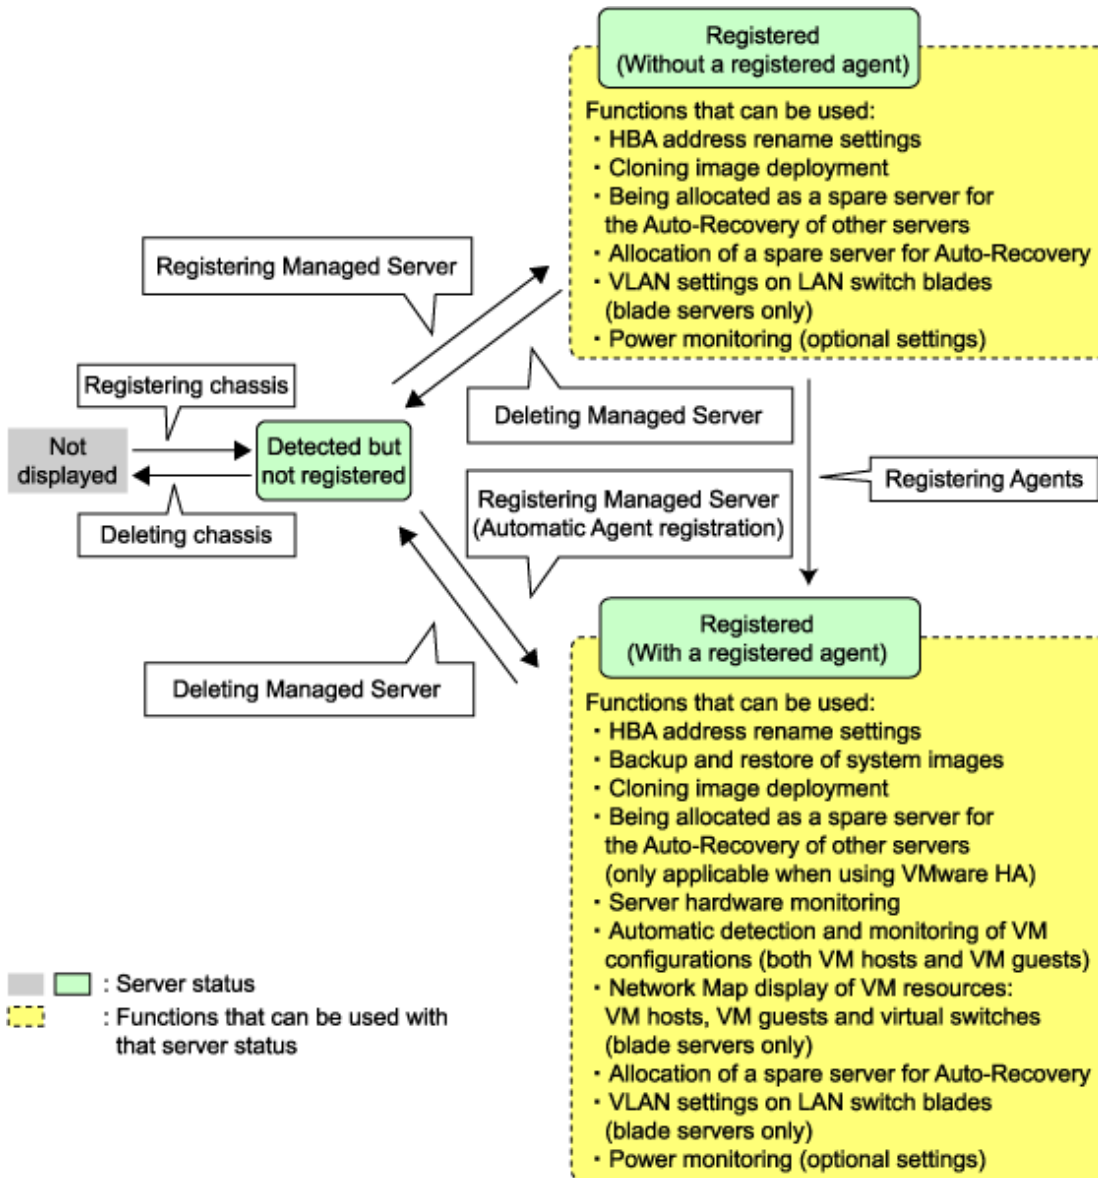 Registered
(Without a registered agent)
Functions that can be used:
・HBA address rename settings
・Cloning image deployment
・Being allocated as a spare server for
the Auto-Recovery of other servers
・Allocation of a spare server for Auto-Recovery
・VLAN settings on LAN switch blades
(blade servers only)
・Power monitoring (optional settings)
Registering Managed Server
Registering chassis
Deleting Managed Server
Not
displayed
Detected but
not registered
Registering Agents
Registering Managed Server
(Automatic Agent registration)
Deleting chassis
Deleting Managed Server
Registered
(With a registered agent)
Functions that can be used:
・HBA address rename settings
・Backup and restore of system images
・Cloning image deployment
・Being allocated as a spare server for
the Auto-Recovery of other servers
(only applicable when using VMware HA)
・Server hardware monitoring
・Automatic detection and monitoring of VM
configurations (both VM hosts and VM guests)
・Network Map display of VM resources:
VM hosts, VM guests and virtual switches
(blade servers only)
・Allocation of a spare server for Auto-Recovery
・VLAN settings on LAN switch blades
(blade servers only)
・Power monitoring (optional settings)
: Server status
: Functions that can be used with
that server status